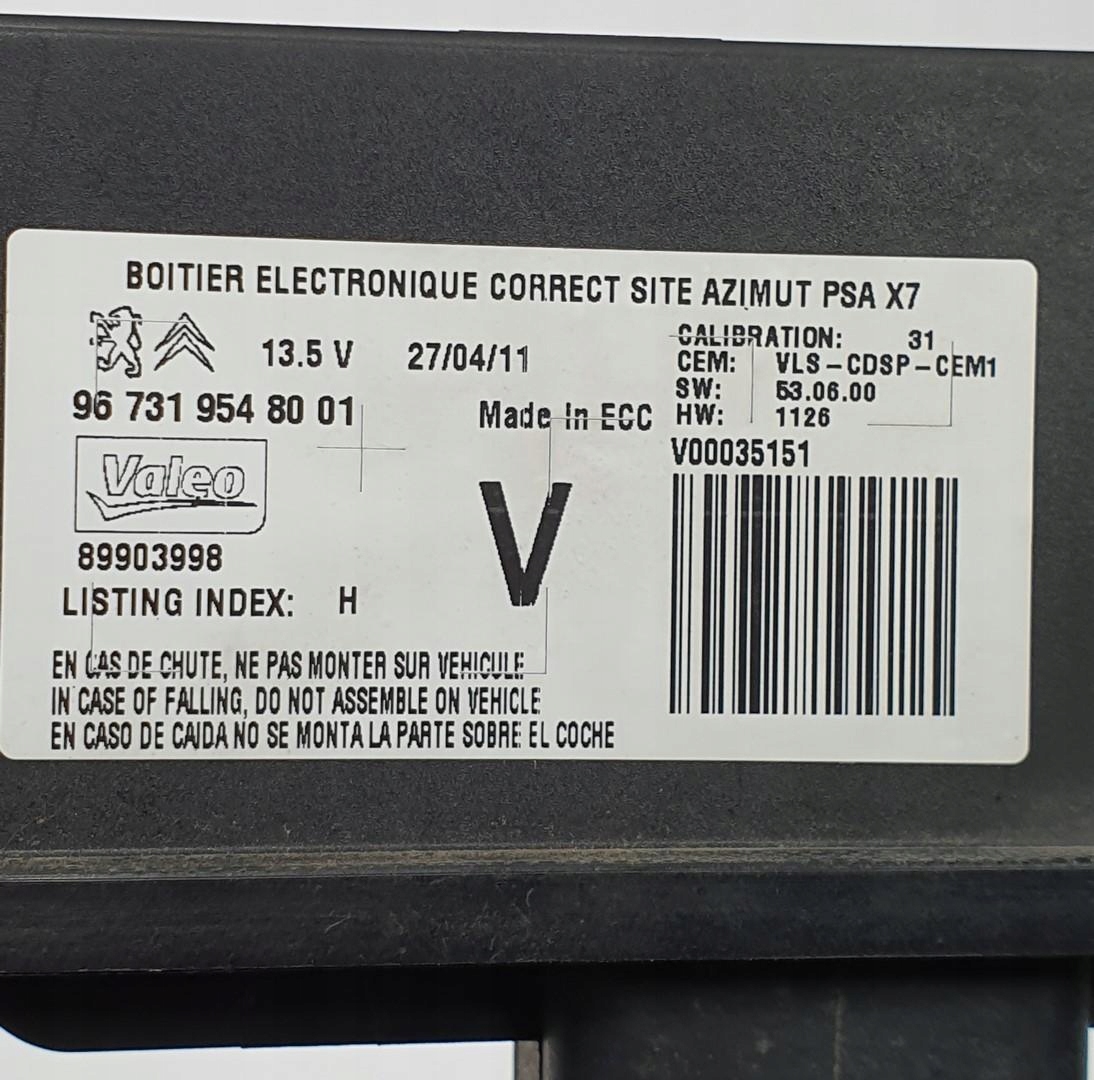 BOITIER ELECTRONIQUE CORRECT SITE AZIMUT PSA X7
13.5 V 27/04/11
96 731 954 80 01
Made In ECC
Valeo
89903998
LISTING INDEX: H
V
CALIBRATION: 31
CEM: VLS-CDSP-CEM1
SW: 53.06.00
HW: 1126
V00035151
EN CAS DE CHUTE, NE PAS MONTER SUR VEHICULE
IN CASE OF FALLING, DO NOT ASSEMBLE ON VEHICLE
EN CASO DE CAIDA NO SE MONTA LA PARTE SOBRE EL COCHE